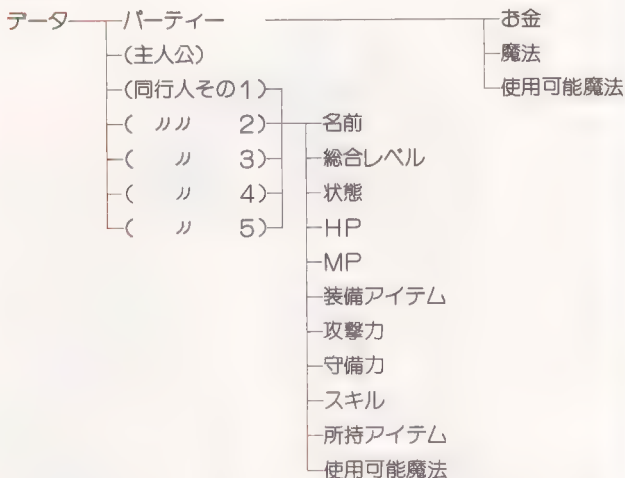 データ パーティー お金
(主人公) 魔法
(同行人その1) 使用可能魔法
( 〃〃 2) 名前
( 〃 3) 総合レベル
( 〃 4) 状態
( 〃 5) HP
MP
装備アイテム
攻撃力
守備力
スキル
所持アイテム
使用可能魔法